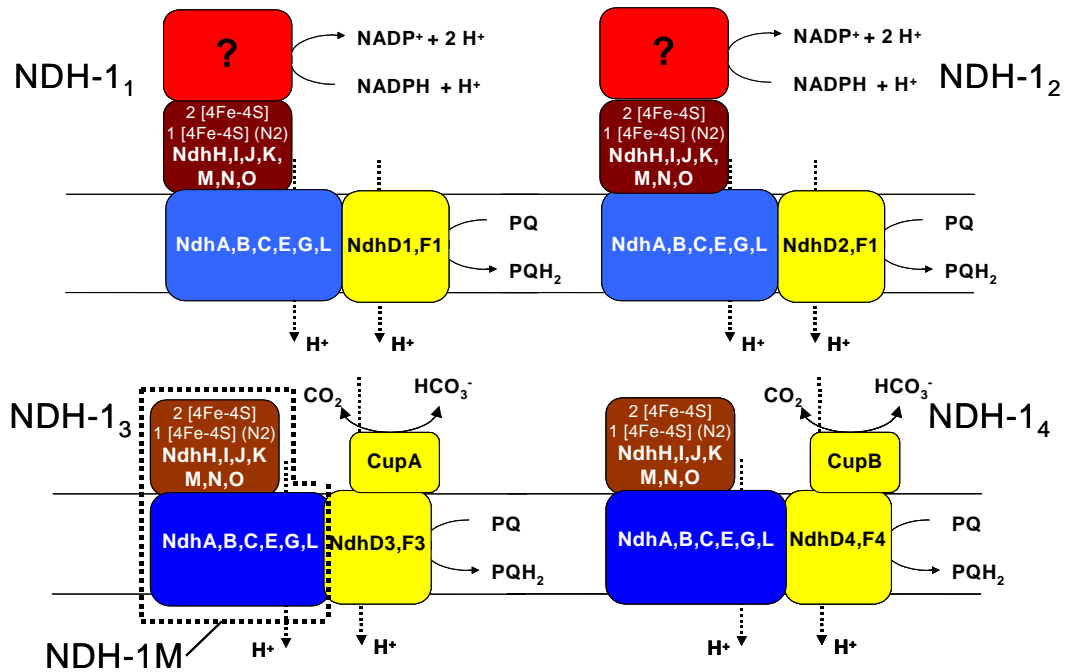 NDH-1₁
?
NADP⁺ + 2 H⁺
NADPH + H⁺
2 [4Fe-4S]
1 [4Fe-4S] (N2)
NdhH,I,J,K,
M,N,O
NdhA,B,C,E,G,L
NdhD1,F1
PQ
PQH₂
H⁺
H⁺
NDH-1₂
?
NADP⁺ + 2 H⁺
NADPH + H⁺
2 [4Fe-4S]
1 [4Fe-4S] (N2)
NdhH,I,J,K,
M,N,O
NdhA,B,C,E,G,L
NdhD2,F1
PQ
PQH₂
H⁺
H⁺
NDH-1₃
2 [4Fe-4S]
1 [4Fe-4S] (N2)
NdhH,I,J,K
M,N,O
CO₂
HCO₃⁻
CupA
NdhA,B,C,E,G,L
NdhD3,F3
PQ
PQH₂
H⁺
H⁺
NDH-1M
NDH-1₄
2 [4Fe-4S]
1 [4Fe-4S] (N2)
NdhH,I,J,K
M,N,O
CO₂
HCO₃⁻
CupB
NdhA,B,C,E,G,L
NdhD4,F4
PQ
PQH₂
H⁺
H⁺